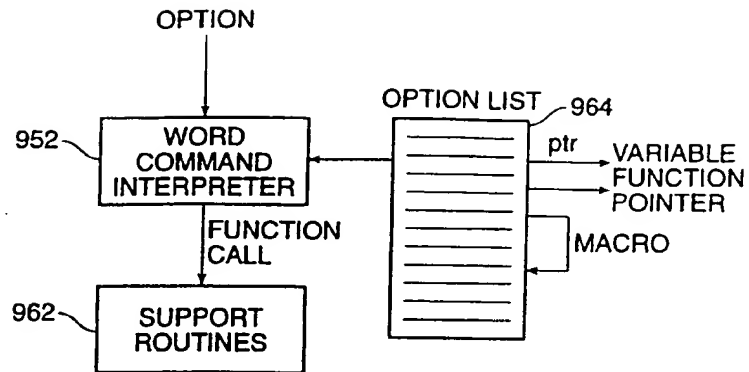 OPTION
952
WORD
COMMAND
INTERPRETER
OPTION LIST
964
ptr
VARIABLE
FUNCTION
POINTER
MACRO
FUNCTION
CALL
962
SUPPORT
ROUTINES